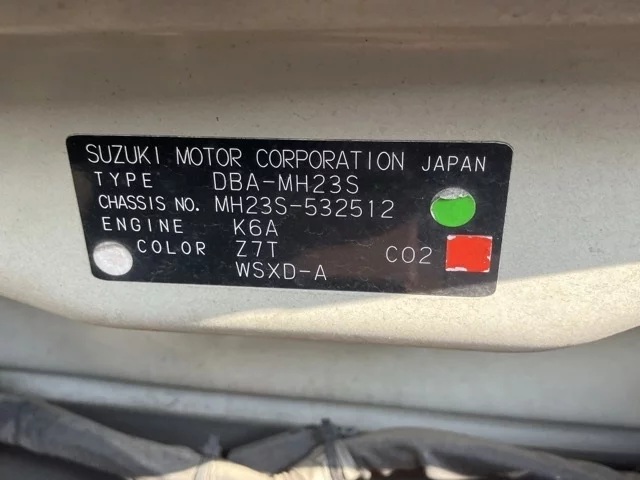 SUZUKI MOTOR CORPORATION JAPAN
TYPE DBA-MH23S
CHASSIS NO. MH23S-532512
ENGINE K6A
COLOR Z7T CO2
WSXD-A